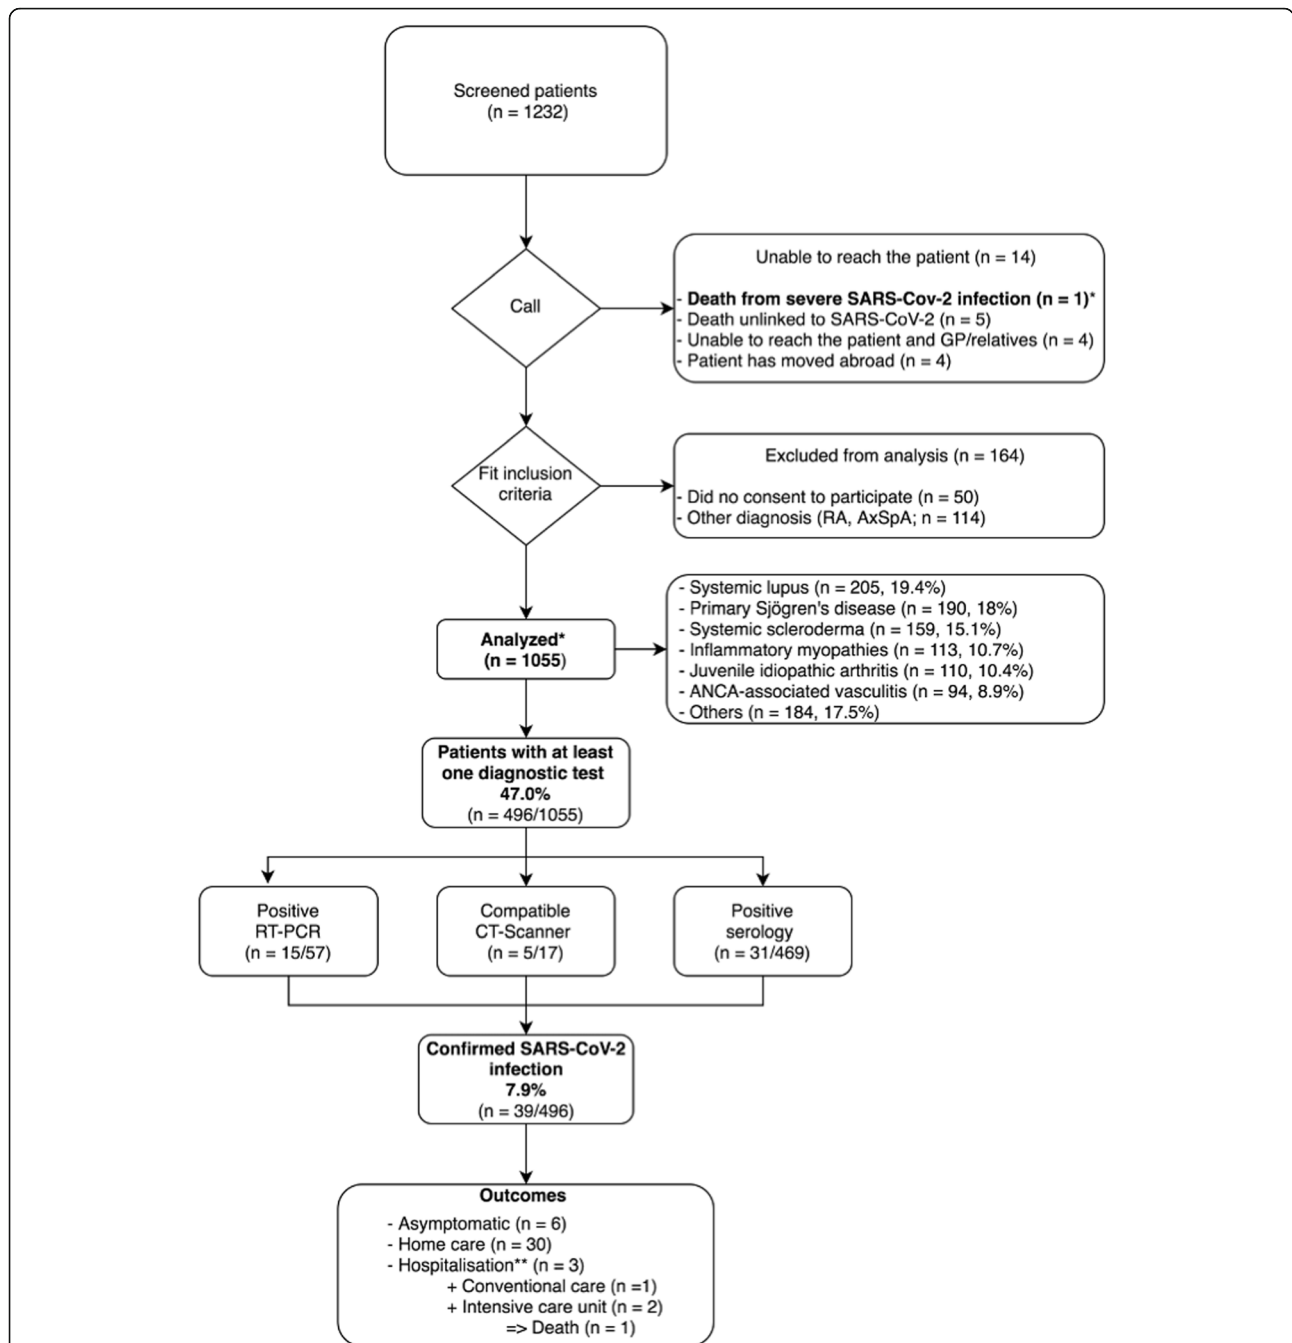 Screened patients
(n = 1232)
Call
Unable to reach the patient (n = 14)
- Death from severe SARS-Cov-2 infection (n = 1)*
- Death unlinked to SARS-CoV-2 (n = 5)
- Unable to reach the patient and GP/relatives (n = 4)
- Patient has moved abroad (n = 4)
Fit inclusion
criteria
Excluded from analysis (n = 164)
- Did no consent to participate (n = 50)
- Other diagnosis (RA, AxSpA; n = 114)
Analyzed*
(n = 1055)
- Systemic lupus (n = 205, 19.4%)
- Primary Sjögren's disease (n = 190, 18%)
- Systemic scleroderma (n = 159, 15.1%)
- Inflammatory myopathies (n = 113, 10.7%)
- Juvenile idiopathic arthritis (n = 110, 10.4%)
- ANCA-associated vasculitis (n = 94, 8.9%)
- Others (n = 184, 17.5%)
Patients with at least
one diagnostic test
47.0%
(n = 496/1055)
Positive
RT-PCR
(n = 15/57)
Compatible
CT-Scanner
(n = 5/17)
Positive
serology
(n = 31/469)
Confirmed SARS-CoV-2
infection
7.9%
(n = 39/496)
Outcomes
- Asymptomatic (n = 6)
- Home care (n = 30)
- Hospitalisation** (n = 3)
+ Conventional care (n =1)
+ Intensive care unit (n = 2)
=> Death (n = 1)